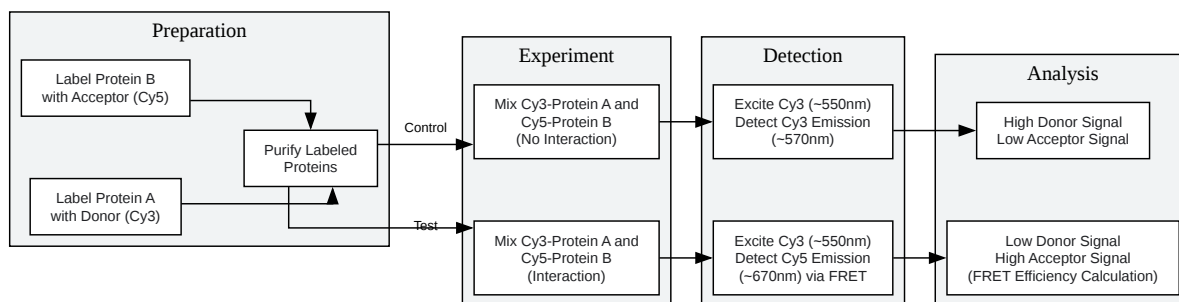 Preparation
Label Protein B
with Acceptor (Cy5)
Purify Labeled
Proteins
Label Protein A
with Donor (Cy3)
Control
Test
Experiment
Mix Cy3-Protein A and
Cy5-Protein B
(No Interaction)
Mix Cy3-Protein A and
Cy5-Protein B
(Interaction)
Detection
Excite Cy3 (~550nm)
Detect Cy3 Emission
(~570nm)
Excite Cy3 (~550nm)
Detect Cy5 Emission
(~670nm) via FRET
Analysis
High Donor Signal
Low Acceptor Signal
Low Donor Signal
High Acceptor Signal
(FRET Efficiency Calculation)